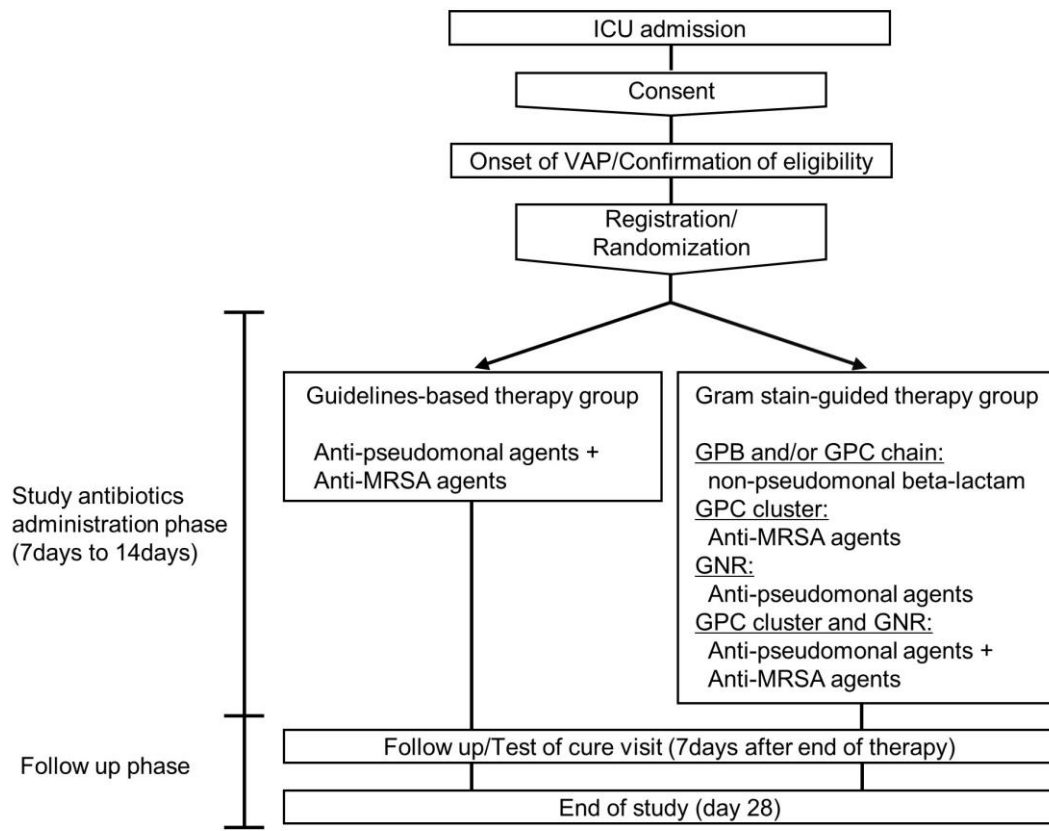 ICU admission
Consent
Onset of VAP/Confirmation of eligibility
Registration/
Randomization
Study antibiotics
administration phase
(7days to 14days)
Guidelines-based therapy group
Anti-pseudomonal agents +
Anti-MRSA agents
Gram stain-guided therapy group
GPB and/or GPC chain:
non-pseudomonal beta-lactam
GPC cluster:
Anti-MRSA agents
GNR:
Anti-pseudomonal agents
GPC cluster and GNR:
Anti-pseudomonal agents +
Anti-MRSA agents
Follow up phase
Follow up/Test of cure visit (7days after end of therapy)
End of study (day 28)